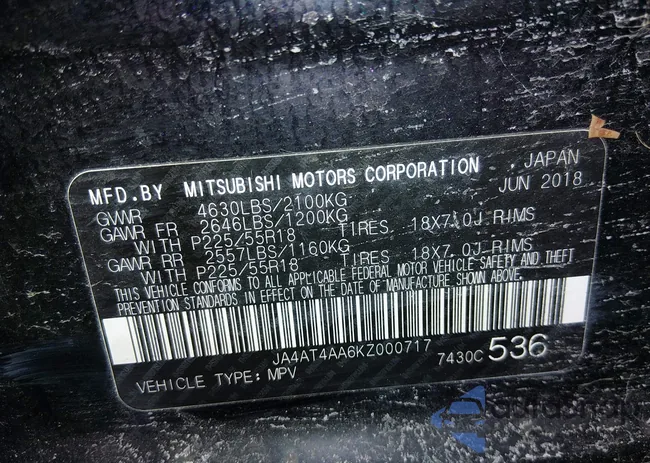 MFD.BY MITSUBISHI MOTORS CORPORATION , JAPAN
JUN 2018
GVWR 4630LBS/2100KG
GAWR FR 2646LBS/1200KG
WITH P225/55R18 TIRES 18X7.0J RIMS
GAWR RR 2557LBS/1160KG
WITH P225/55R18 TIRES 18X7.0J RIMS
THIS VEHICLE CONFORMS TO ALL APPLICABLE FEDERAL MOTOR VEHICLE SAFETY AND THEFT
PREVENTION STANDARDS IN EFFECT ON THE DATE OF MANUFACTURE SHOWN ABOVE.
JA4AT4AA6KZ000717 7430C 536
VEHICLE TYPE: MPV